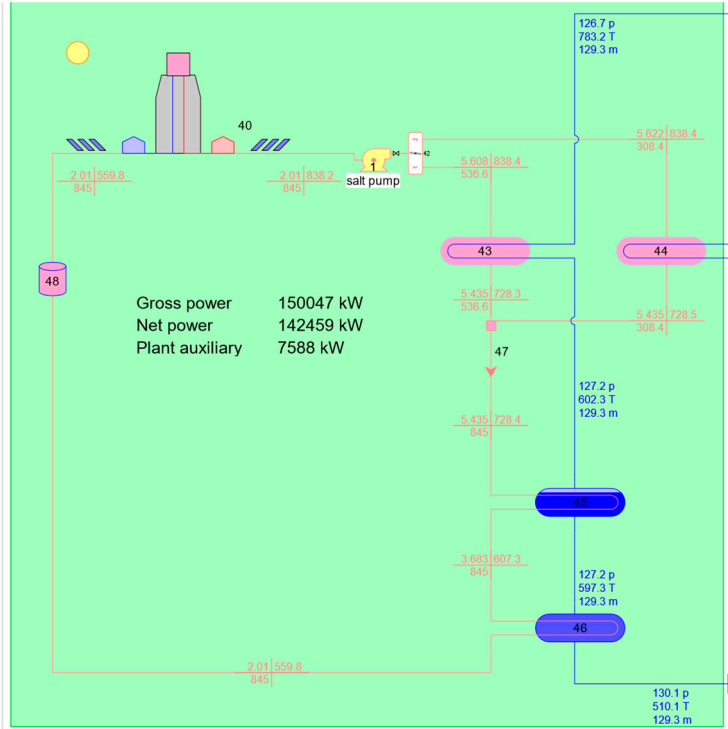 126.7 p
783.2 T
129.3 m
40
5.622 838.4
308.4
1
42
2
1
2.01 559.8
845
2.01 838.2
845
salt pump
5.608 838.4
536.6
43
44
48
Gross power 150047 kW
Net power 142459 kW
Plant auxiliary 7588 kW
5.435 728.3
536.6
5.435 728.5
308.4
47
127.2 p
602.3 T
129.3 m
5.435 728.4
845
45
3.683 607.3
845
127.2 p
597.3 T
129.3 m
46
2.01 559.8
845
130.1 p
510.1 T
129.3 m